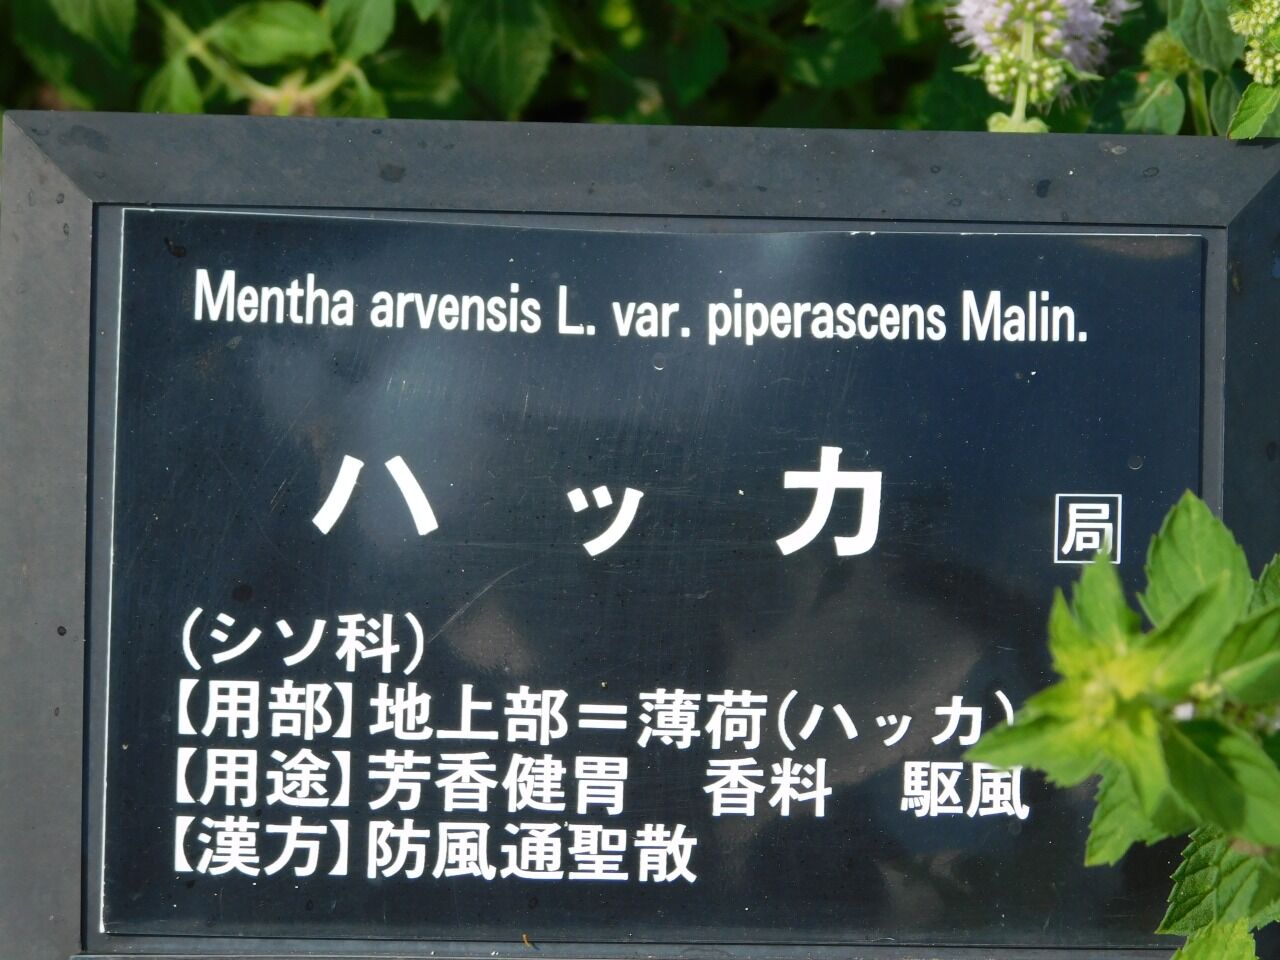 Mentha arvensis L. var. piperascens Malin.
ハッカ 局
(シソ科)
【用部】地上部＝薄荷(ハッカ)
【用途】芳香健胃　香料　駆風
【漢方】防風通聖散